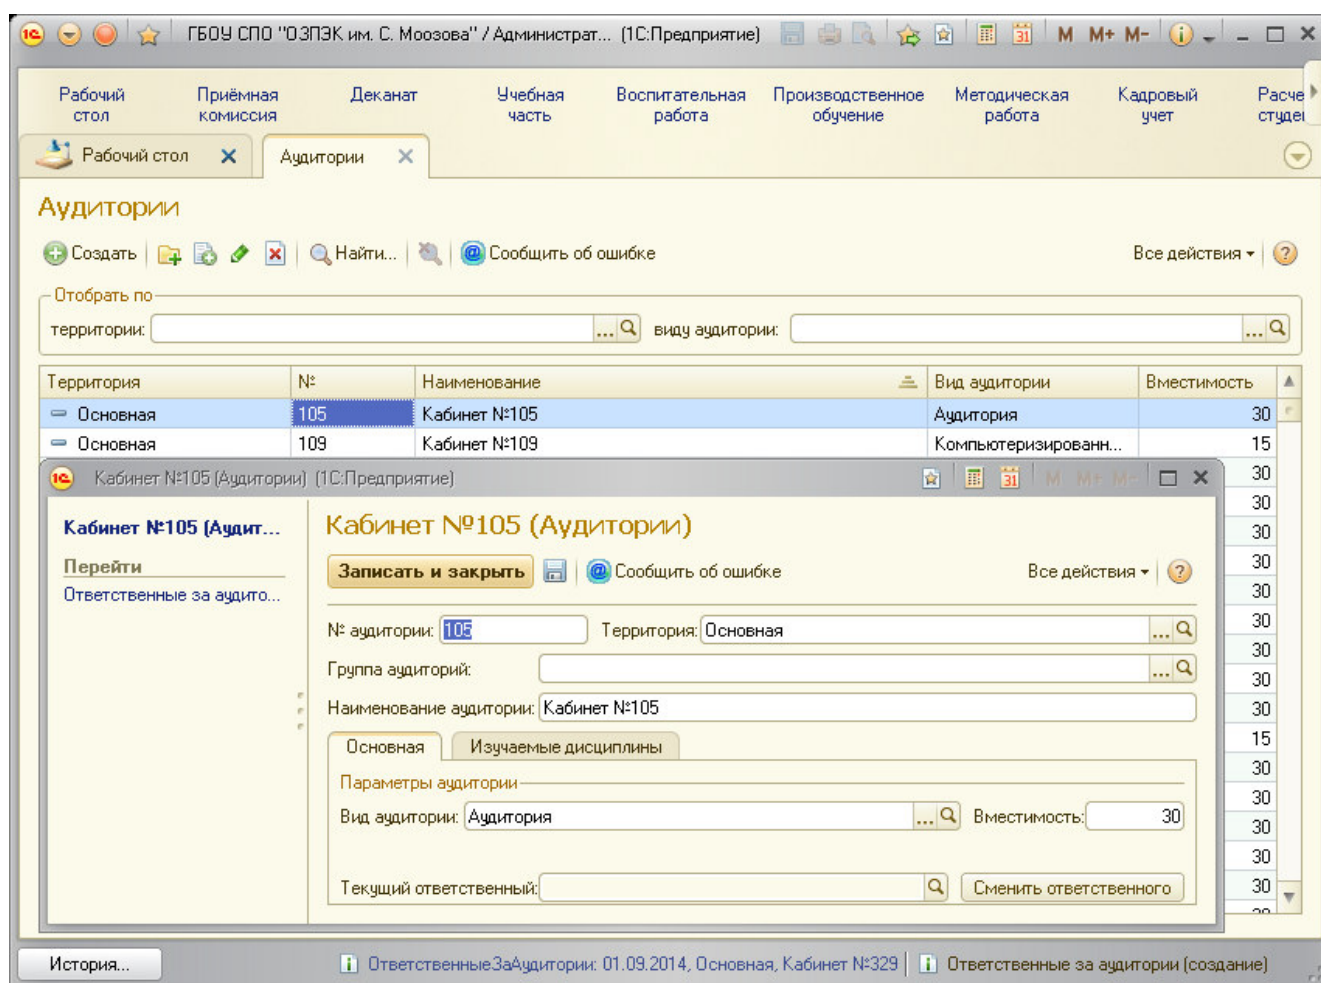 ГБОУ СПО "ОЗПЭК им. С. Моозова" / Администрат... (1С:Предприятие) 31 M M+ M-
Рабочий стол
Приёмная комиссия
Деканат
Учебная часть
Воспитательная работа
Производственное обучение
Методическая работа
Кадровый учет
Расче
студе
Рабочий стол
Аудитории
Аудитории
Создать Найти... Сообщить об ошибке Все действия
Отобрать по
территории: ... виду аудитории: ...
Территория № Наименование Вид аудитории Вместимость
Основная 105 Кабинет №105 Аудитория 30
Основная 109 Кабинет №109 Компьютеризированн... 15
Кабинет №105 (Аудитории) (1С:Предприятие) 31 M M+ M-
Кабинет №105 (Аудит...
Перейти
Ответственные за аудито...
Кабинет №105 (Аудитории)
Записать и закрыть Сообщить об ошибке Все действия
№ аудитории: 105 Территория: Основная ...
Группа аудиторий: ...
Наименование аудитории: Кабинет №105
Основная Изучаемые дисциплины
Параметры аудитории
Вид аудитории: Аудитория ... Вместимость: 30
Текущий ответственный: Сменить ответственного
30
30
30
30
30
30
30
30
30
15
30
30
30
30
30
История... ОтветственныеЗаАудитории: 01.09.2014, Основная, Кабинет №329 Ответственные за аудитории (создание)